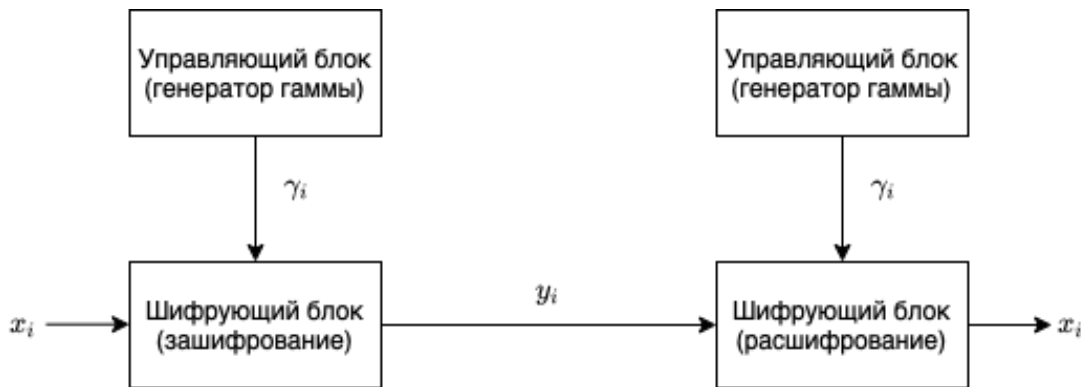 Управляющий блок
(генератор гаммы)
Управляющий блок
(генератор гаммы)
γᵢ
γᵢ
xᵢ
Шифрующий блок
(зашифрование)
yᵢ
Шифрующий блок
(расшифрование)
xᵢ